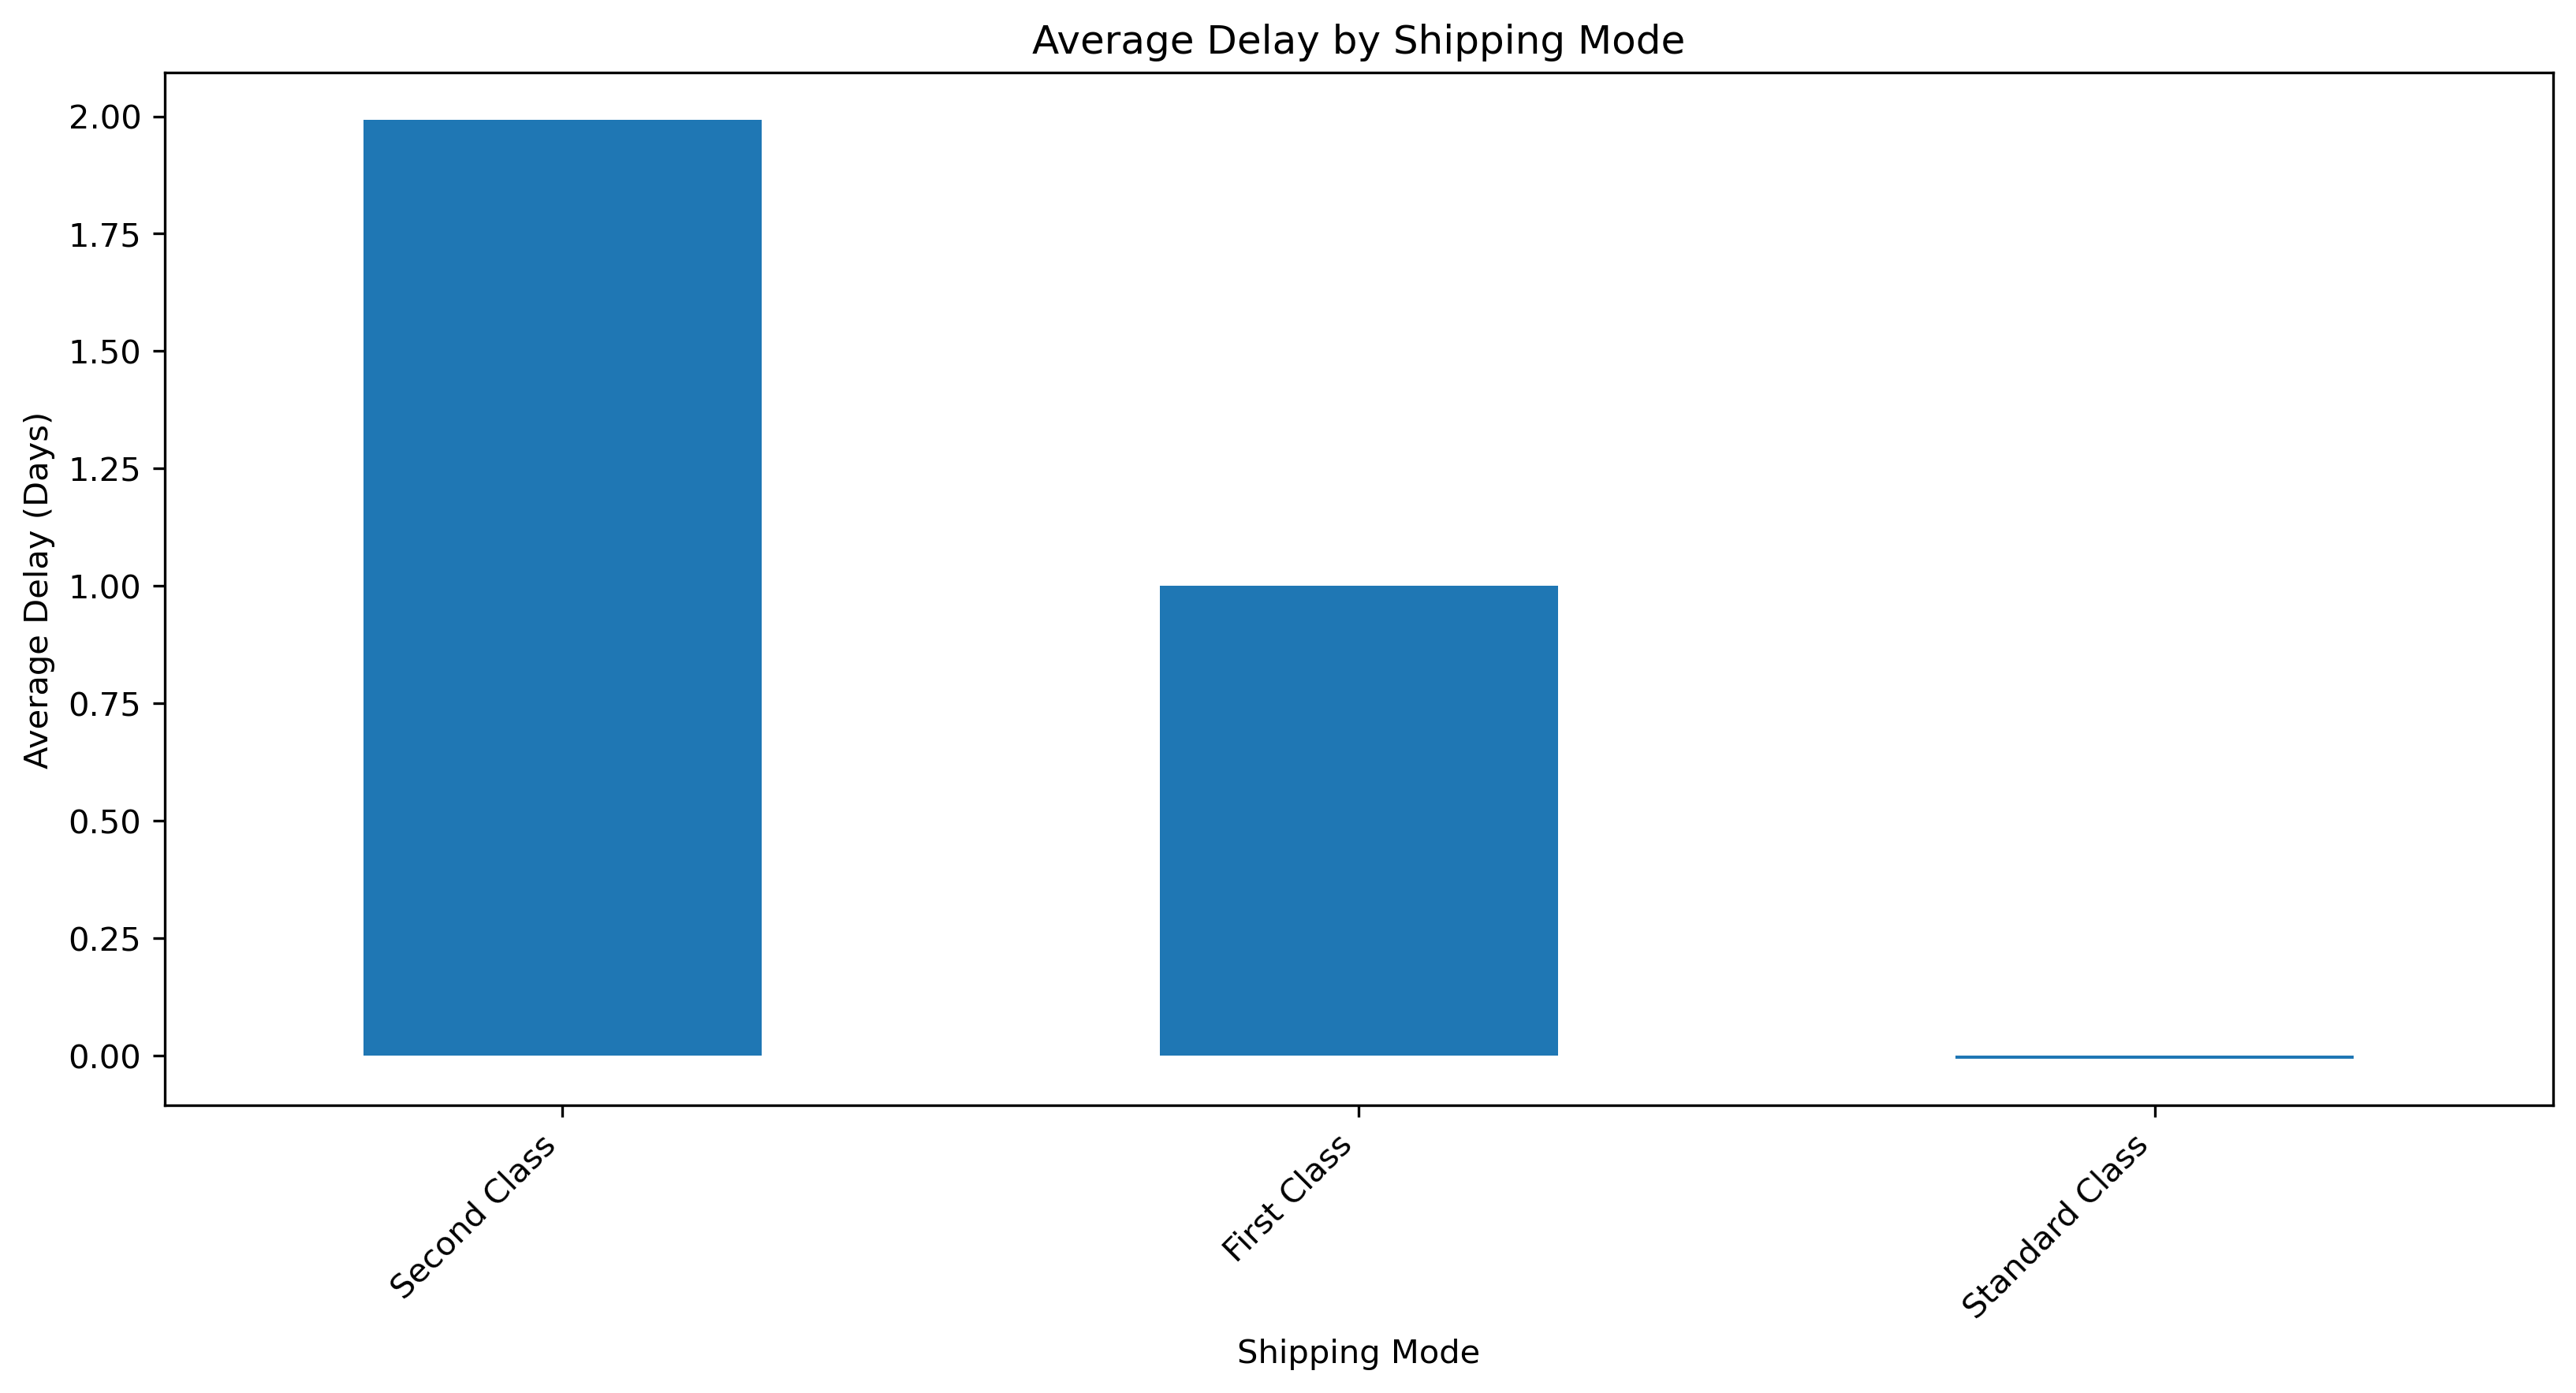 Average Delay by Shipping Mode
2.00
1.75
1.50
1.25
1.00
0.75
0.50
0.25
0.00
Average Delay (Days)
Second Class
First Class
Standard Class
Shipping Mode